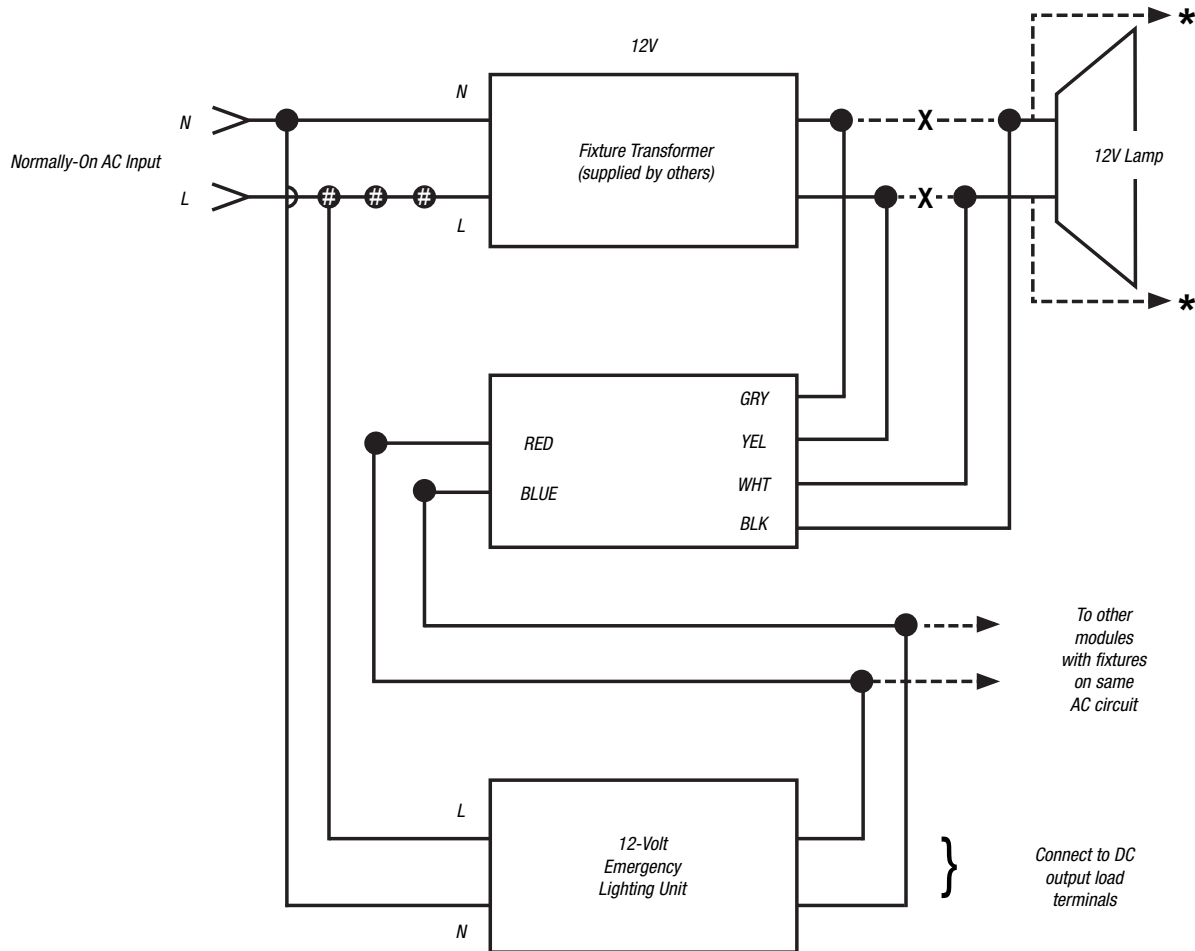 *
12V
N
N
X
Fixture Transformer
(supplied by others)
12V Lamp
Normally-On AC Input
L
#
#
#
X
L
*
GRY
RED
YEL
BLUE
WHT
BLK
To other
modules
with fixtures
on same
AC circuit
L
12-Volt
Emergency
Lighting Unit
}
Connect to DC
output load
terminals
N